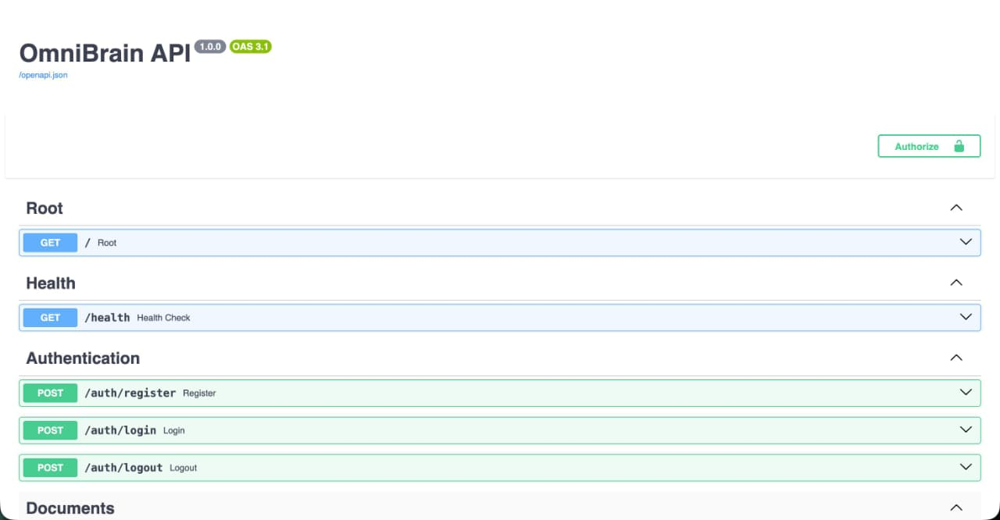 OmniBrain API 1.0.0 OAS 3.1
/openapi.json
Authorize
Root
GET / Root
Health
GET /health Health Check
Authentication
POST /auth/register Register
POST /auth/login Login
POST /auth/logout Logout
Documents